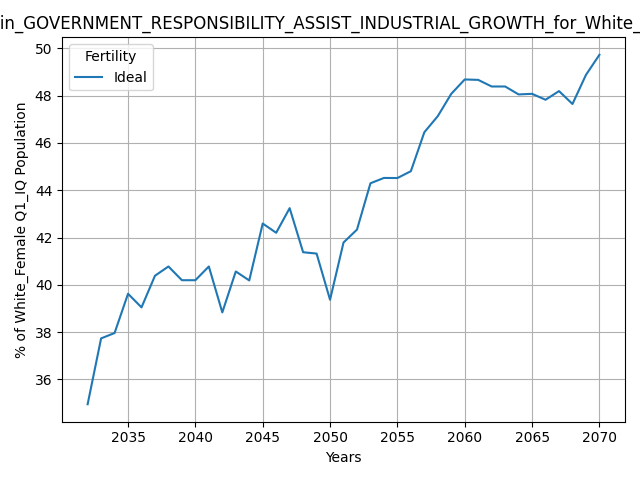 in_GOVERNMENT_RESPONSIBILITY_ASSIST_INDUSTRIAL_GROWTH_for_White_
Fertility
Ideal
% of White_Female Q1_IQ Population
50
48
46
44
42
40
38
36
2035 2040 2045 2050 2055 2060 2065 2070
Years